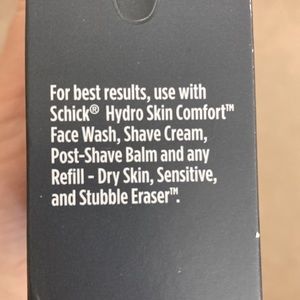 For best results, use with
Schick® Hydro Skin Comfort™
Face Wash, Shave Cream,
Post-Shave Balm and any
Refill - Dry Skin, Sensitive,
and Stubble Eraser™.